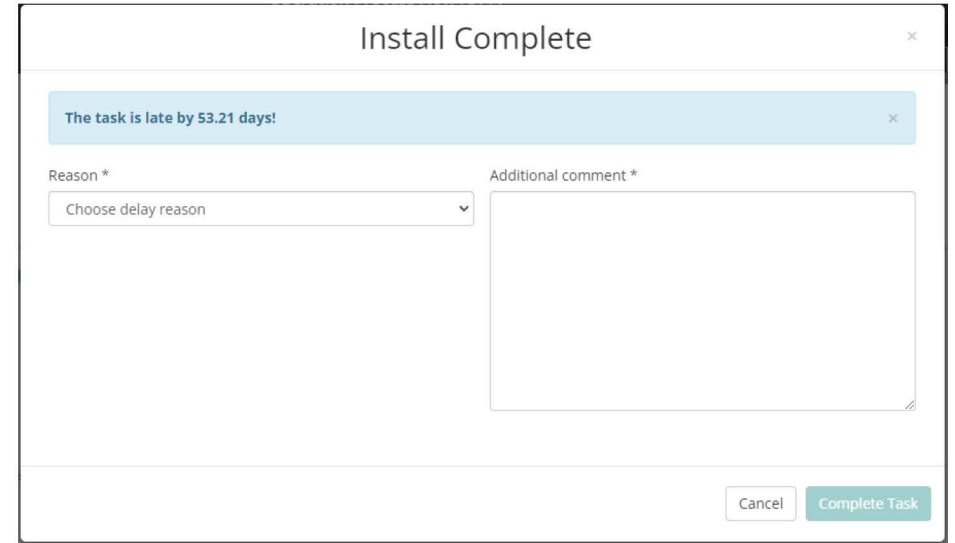 Install Complete
×
The task is late by 53.21 days!
×
Reason *
Additional comment *
Choose delay reason
Cancel
Complete Task